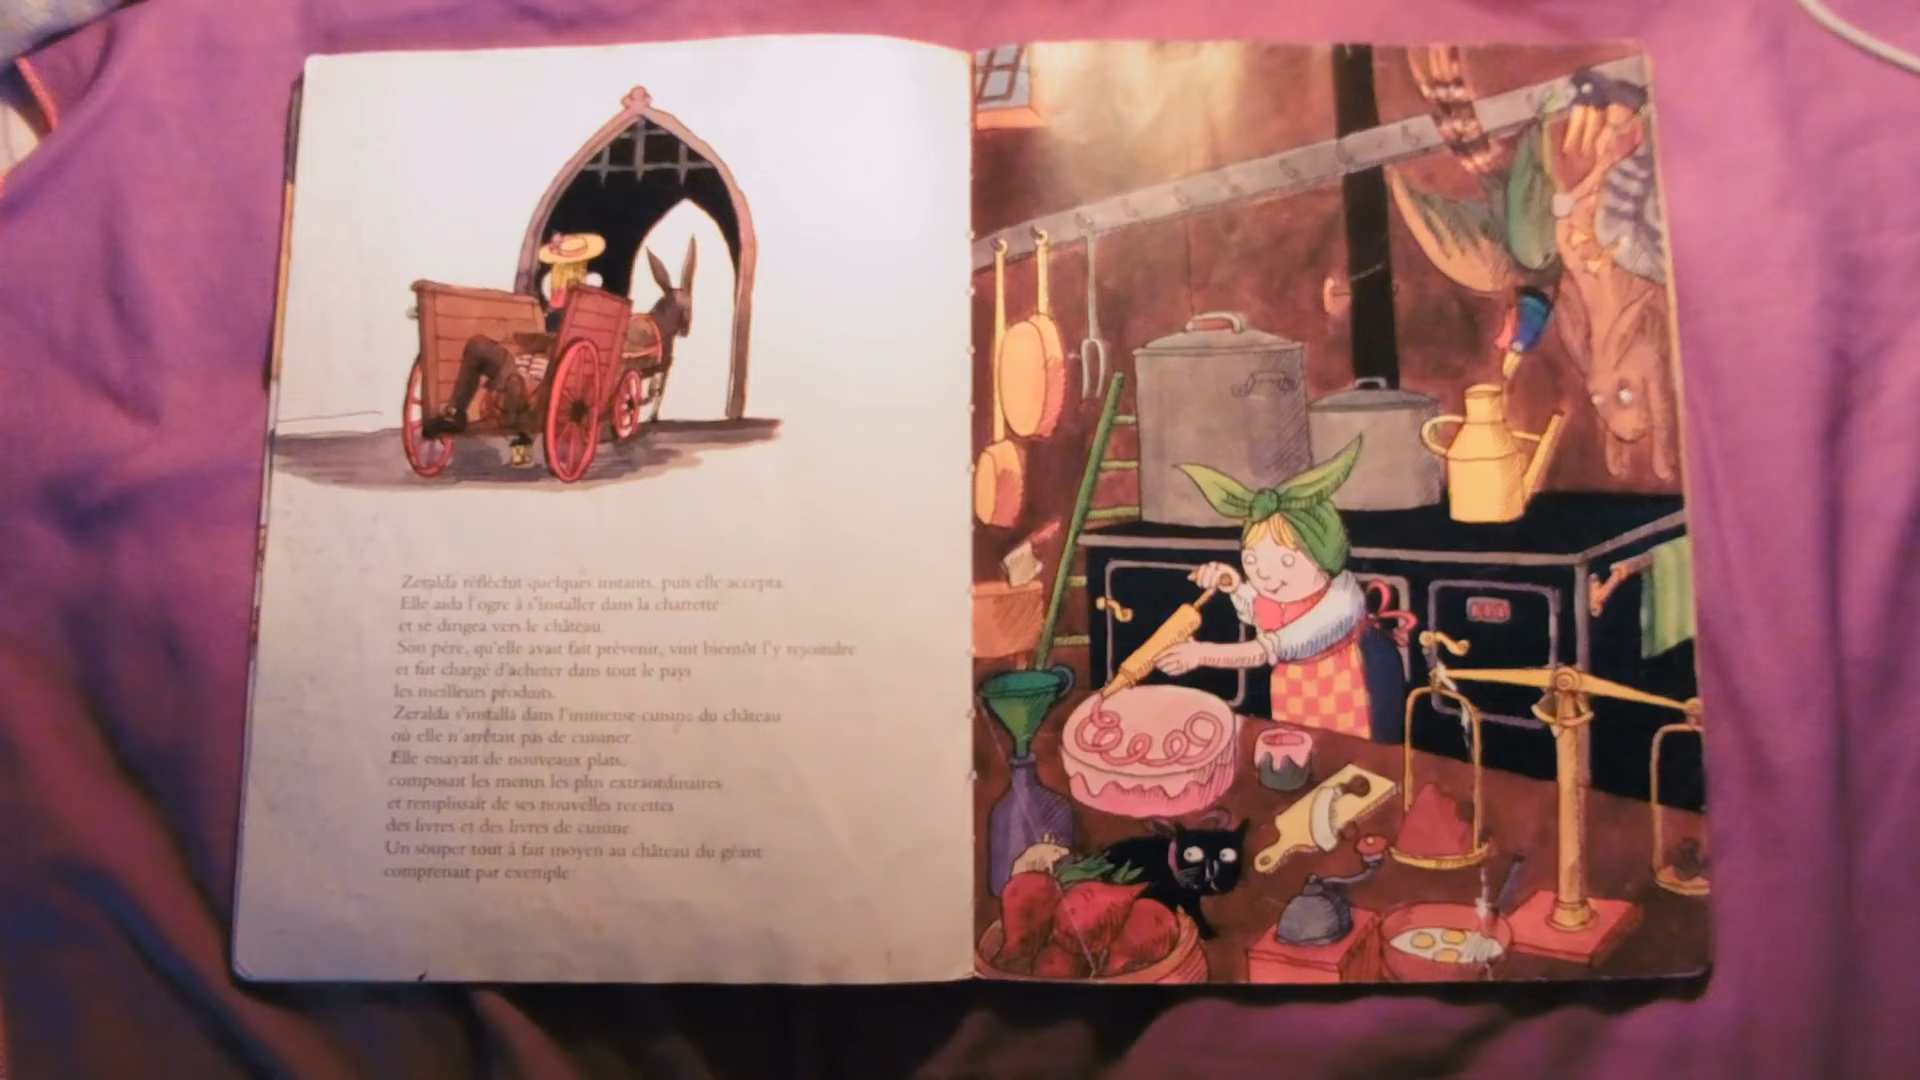 Zeralda réfléchit quelques instants, puis elle accepta.
Elle aida l'ogre à s'installer dans la charrette
et se dirigea vers le château.
Son père, qu'elle avait fait prévenir, vint bientôt l'y rejoindre
et fut chargé d'acheter dans tout le pays
les meilleurs produits.
Zeralda s'installa dans l'immense cuisine du château
où elle n'arrêtait pas de cuisiner.
Elle essayait de nouveaux plats,
composait les menus les plus extraordinaires
et remplissait de ses nouvelles recettes
des livres et des livres de cuisine.
Un souper tout à fait moyen au château du géant
comprenait par exemple